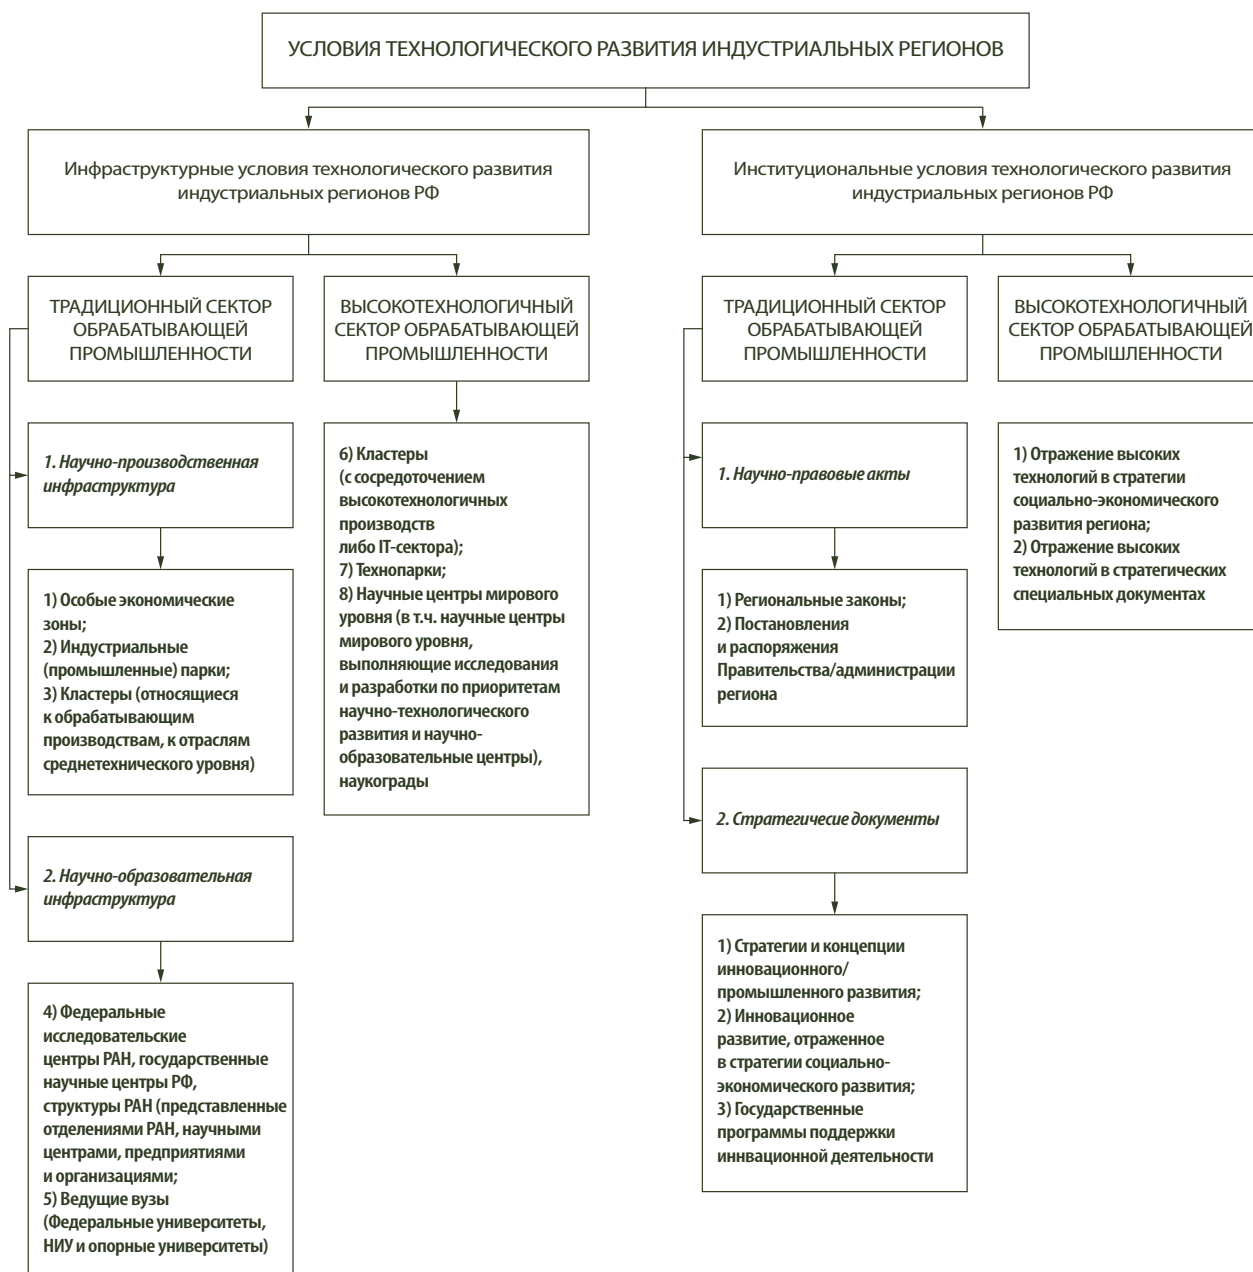 УСЛОВИЯ ТЕХНОЛОГИЧЕСКОГО РАЗВИТИЯ ИНДУСТРИАЛЬНЫХ РЕГИОНОВ
Инфраструктурные условия технологического развития
индустриальных регионов РФ
Институциональные условия технологического развития
индустриальных регионов РФ
ТРАДИЦИОННЫЙ СЕКТОР
ОБРАБАТЫВАЮЩЕЙ
ПРОМЫШЛЕННОСТИ
ВЫСОКОТЕХНОЛОГИЧНЫЙ
СЕКТОР ОБРАБАТЫВАЮЩЕЙ
ПРОМЫШЛЕННОСТИ
ТРАДИЦИОННЫЙ СЕКТОР
ОБРАБАТЫВАЮЩЕЙ
ПРОМЫШЛЕННОСТИ
ВЫСОКОТЕХНОЛОГИЧНЫЙ
СЕКТОР ОБРАБАТЫВАЮЩЕЙ
ПРОМЫШЛЕННОСТИ
1. Научно-производственная
инфраструктура
1) Особые экономические
зоны;
2) Индустриальные
(промышленные) парки;
3) Кластеры (относящиеся
к обрабатывающим
производствам, к отраслям
среднетехнического уровня)
2. Научно-образовательная
инфраструктура
4) Федеральные
исследовательские
центры РАН, государственные
научные центры РФ,
структуры РАН (представленные
отделениями РАН, научными
центрами, предприятиями
и организациями;
5) Ведущие вузы
(Федеральные университеты,
НИУ и опорные университеты)
6) Кластеры
(с сосредоточением
высокотехнологичных
производств
либо IT-сектора);
7) Технопарки;
8) Научные центры мирового
уровня (в т.ч. научные центры
мирового уровня,
выполняющие исследования
и разработки по приоритетам
научно-технологического
развития и научно-
образовательные центры),
наукограды
1. Научно-правовые акты
1) Региональные законы;
2) Постановления
и распоряжения
Правительства/администрации
региона
2. Стратегичесие документы
1) Стратегии и концепции
инновационного/
промышленного развития;
2) Инновационное
развитие, отраженное
в стратегии социально-
экономического развития;
3) Государственные
программы поддержки
иннвационной деятельности
1) Отражение высоких
технологий в стратегии
социально-экономического
развития региона;
2) Отражение высоких
технологий в стратегических
специальных документах